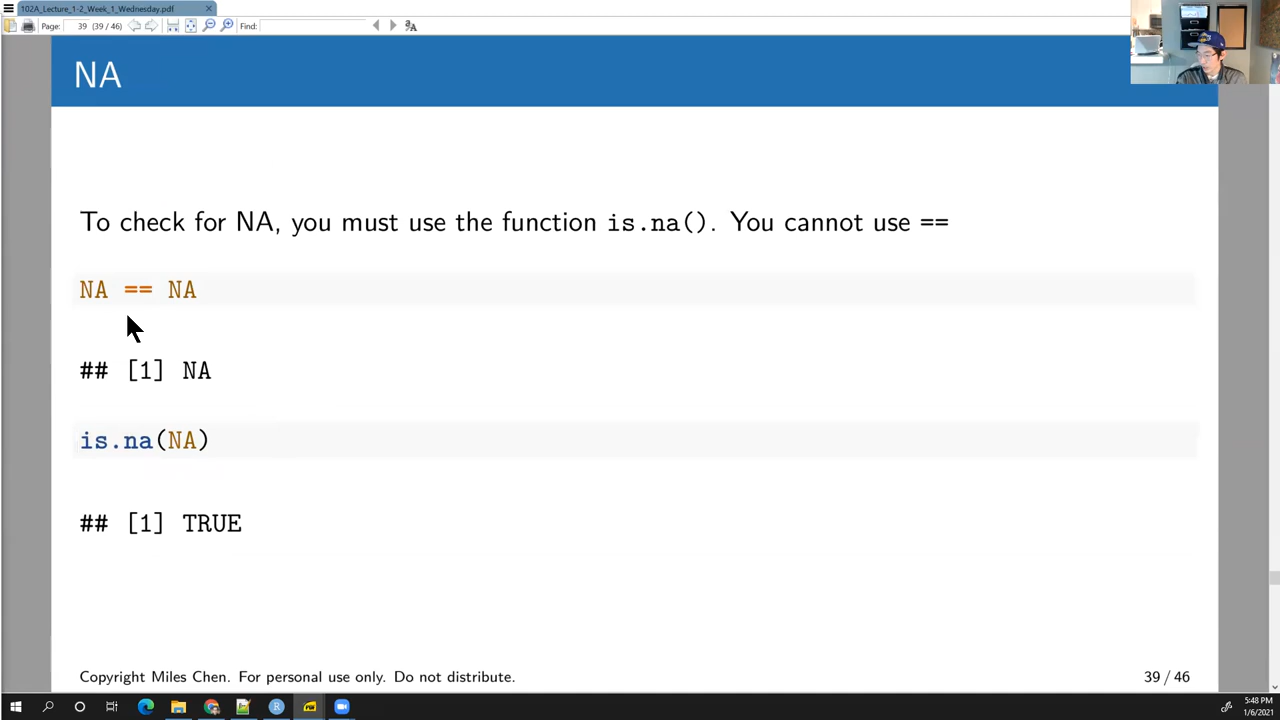 102A_Lecture_1-2_Week_1_Wednesday.pdf
Page: 39 (39 / 46) Find:
NA
To check for NA, you must use the function is.na(). You cannot use ==
NA == NA
## [1] NA
is.na(NA)
## [1] TRUE
Copyright Miles Chen. For personal use only. Do not distribute. 39 / 46
5:48 PM
1/6/2021